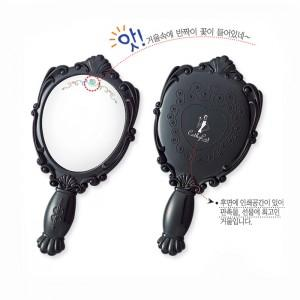 앗! 거울속에 반짝이 꽃이 들어있네~
CathyCat
• 후면에 인쇄공간이 있어
판촉물, 선물에 최고인
거울입니다.